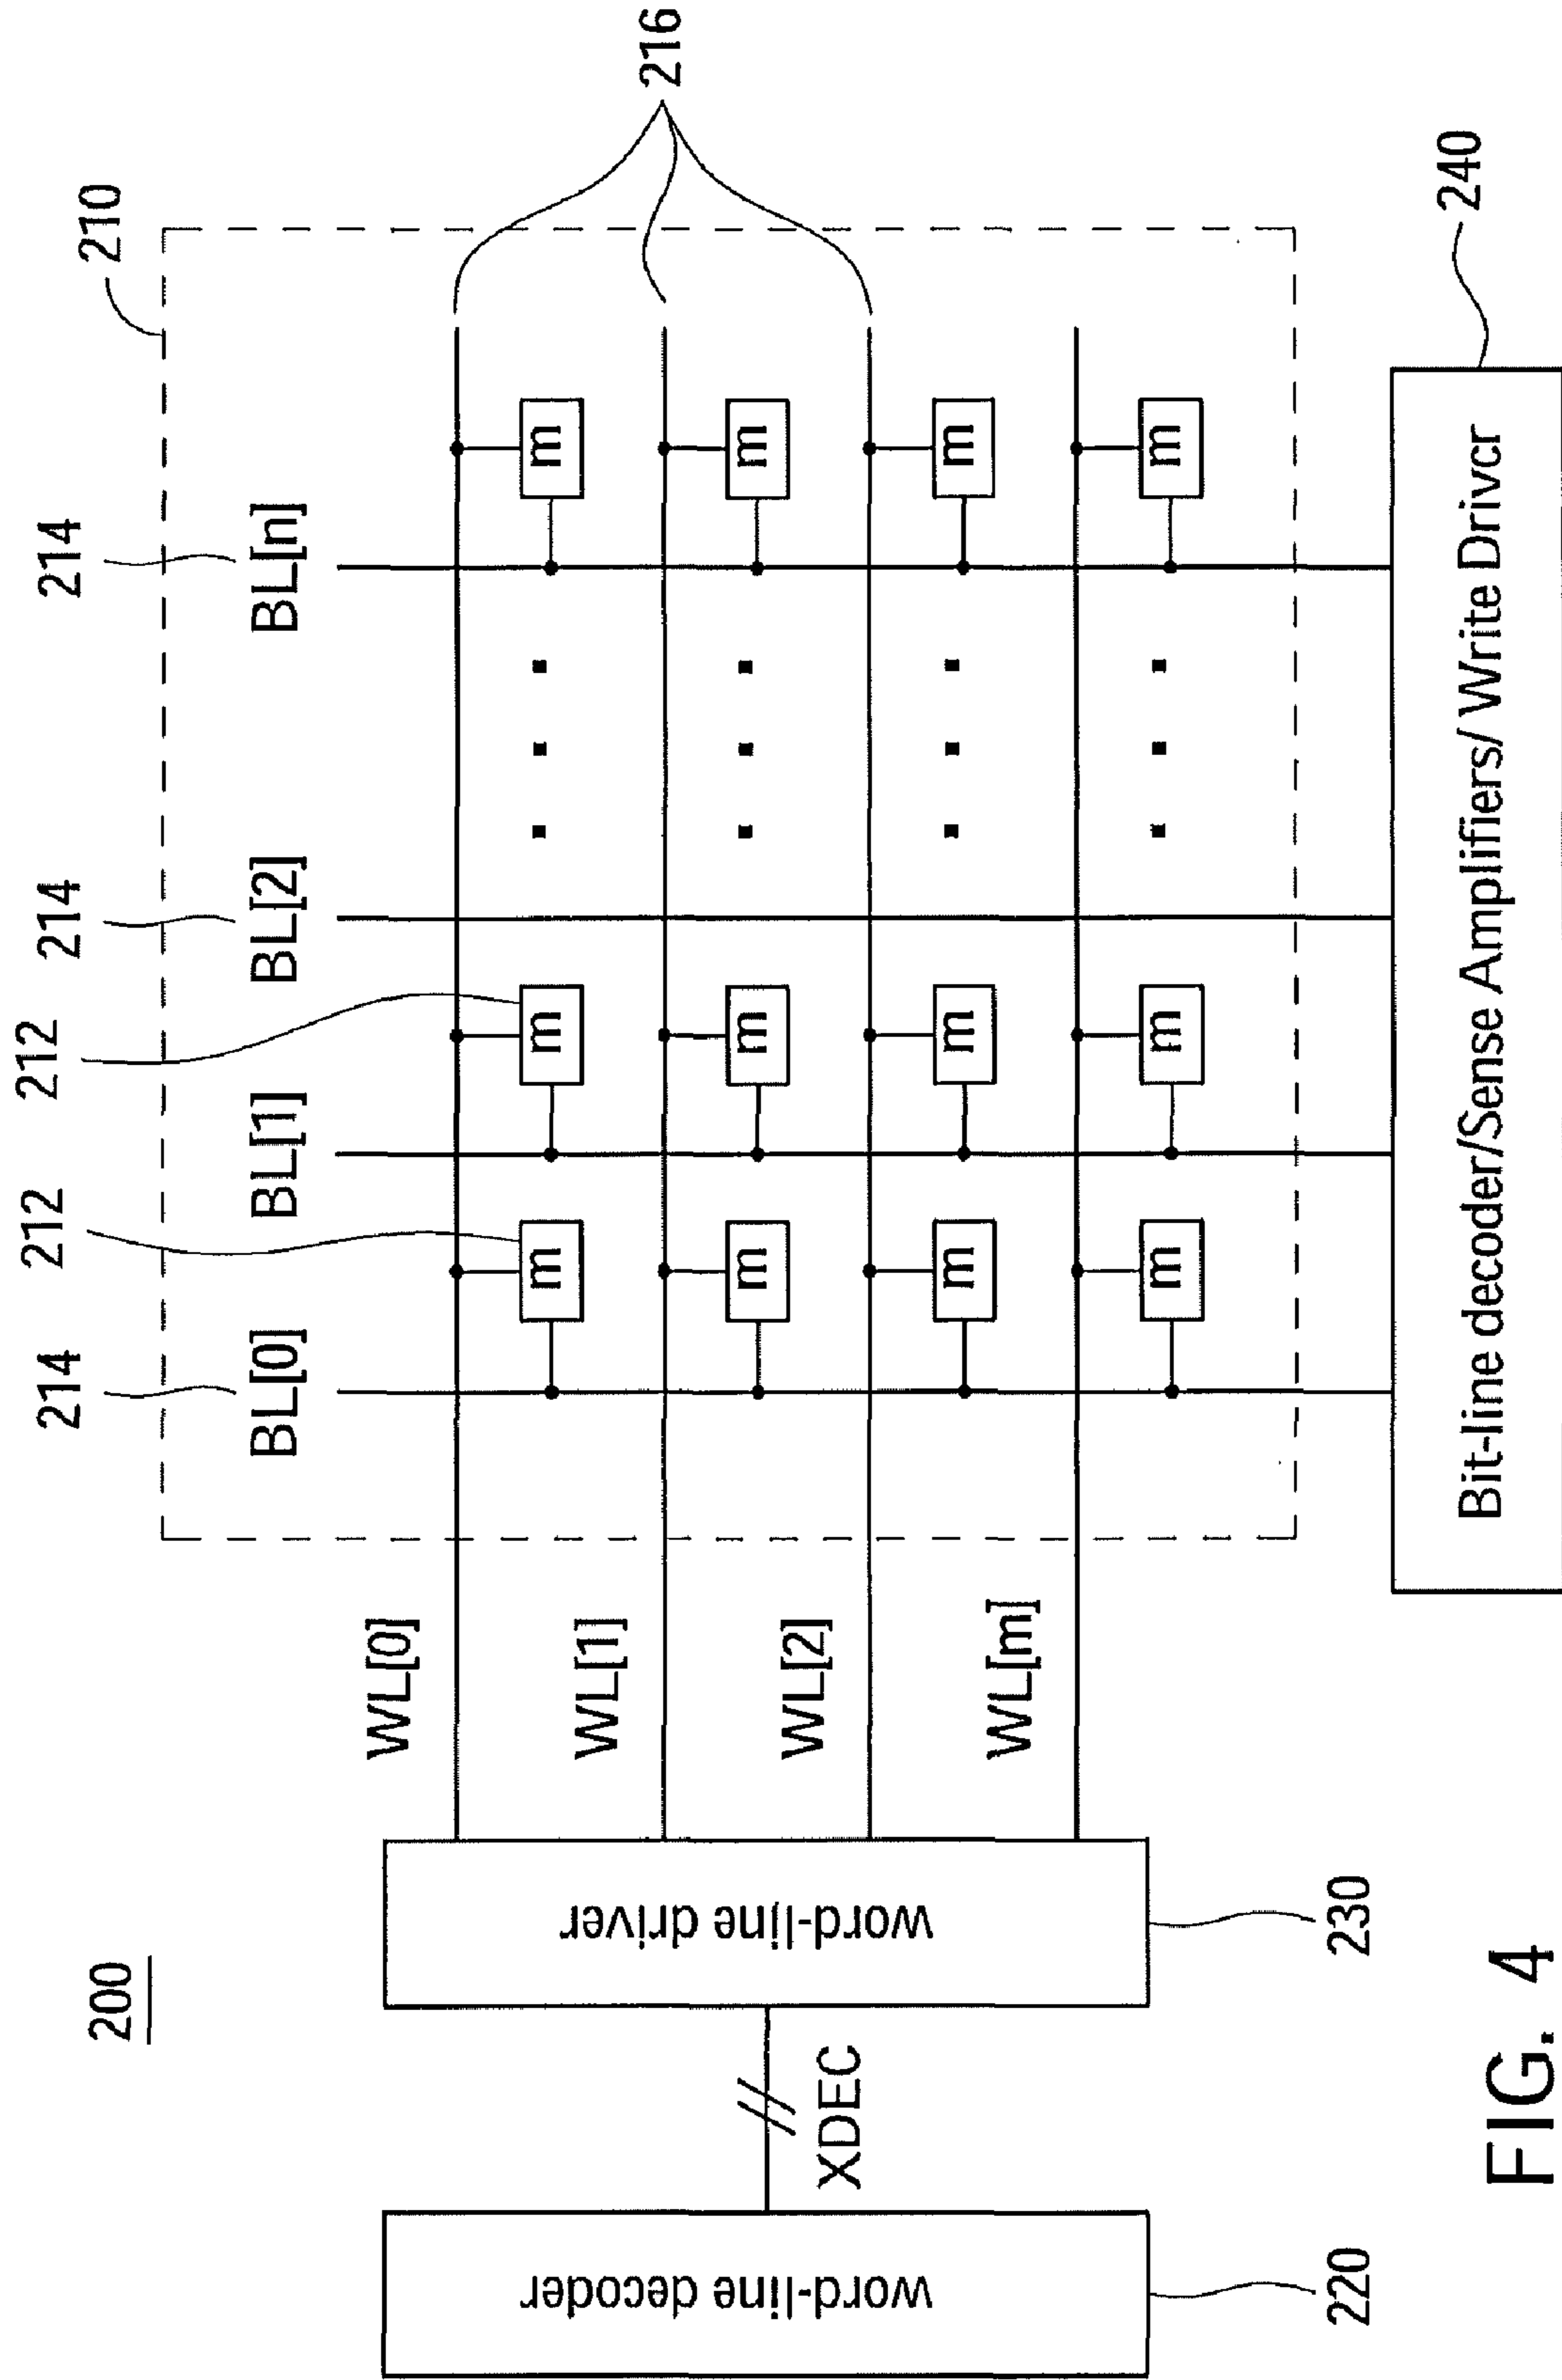 200
210
214
212
214
212
214
214
BL[0]
BL[1]
BL[2]
BL[n]
216
WL[0]
WL[1]
WL[2]
WL[m]
m
m
m
m
m
m
m
m
m
m
m
m
word-line decoder
XDEC
word-line driver
220
230
Bit-line decoder/Sense Amplifiers/ Write Driver
240
FIG. 4